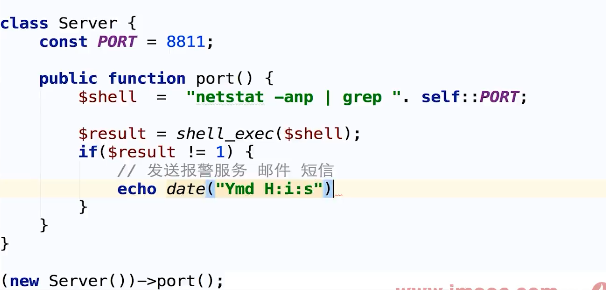 class Server {
    const PORT = 8811;
    public function port() {
        $shell  =  "netstat -anp | grep ". self::PORT;
        $result = shell_exec($shell);
        if($result != 1) {
            // 发送报警服务 邮件 短信
            echo date("Ymd H:i:s")
        }
    }
}
(new Server())->port();